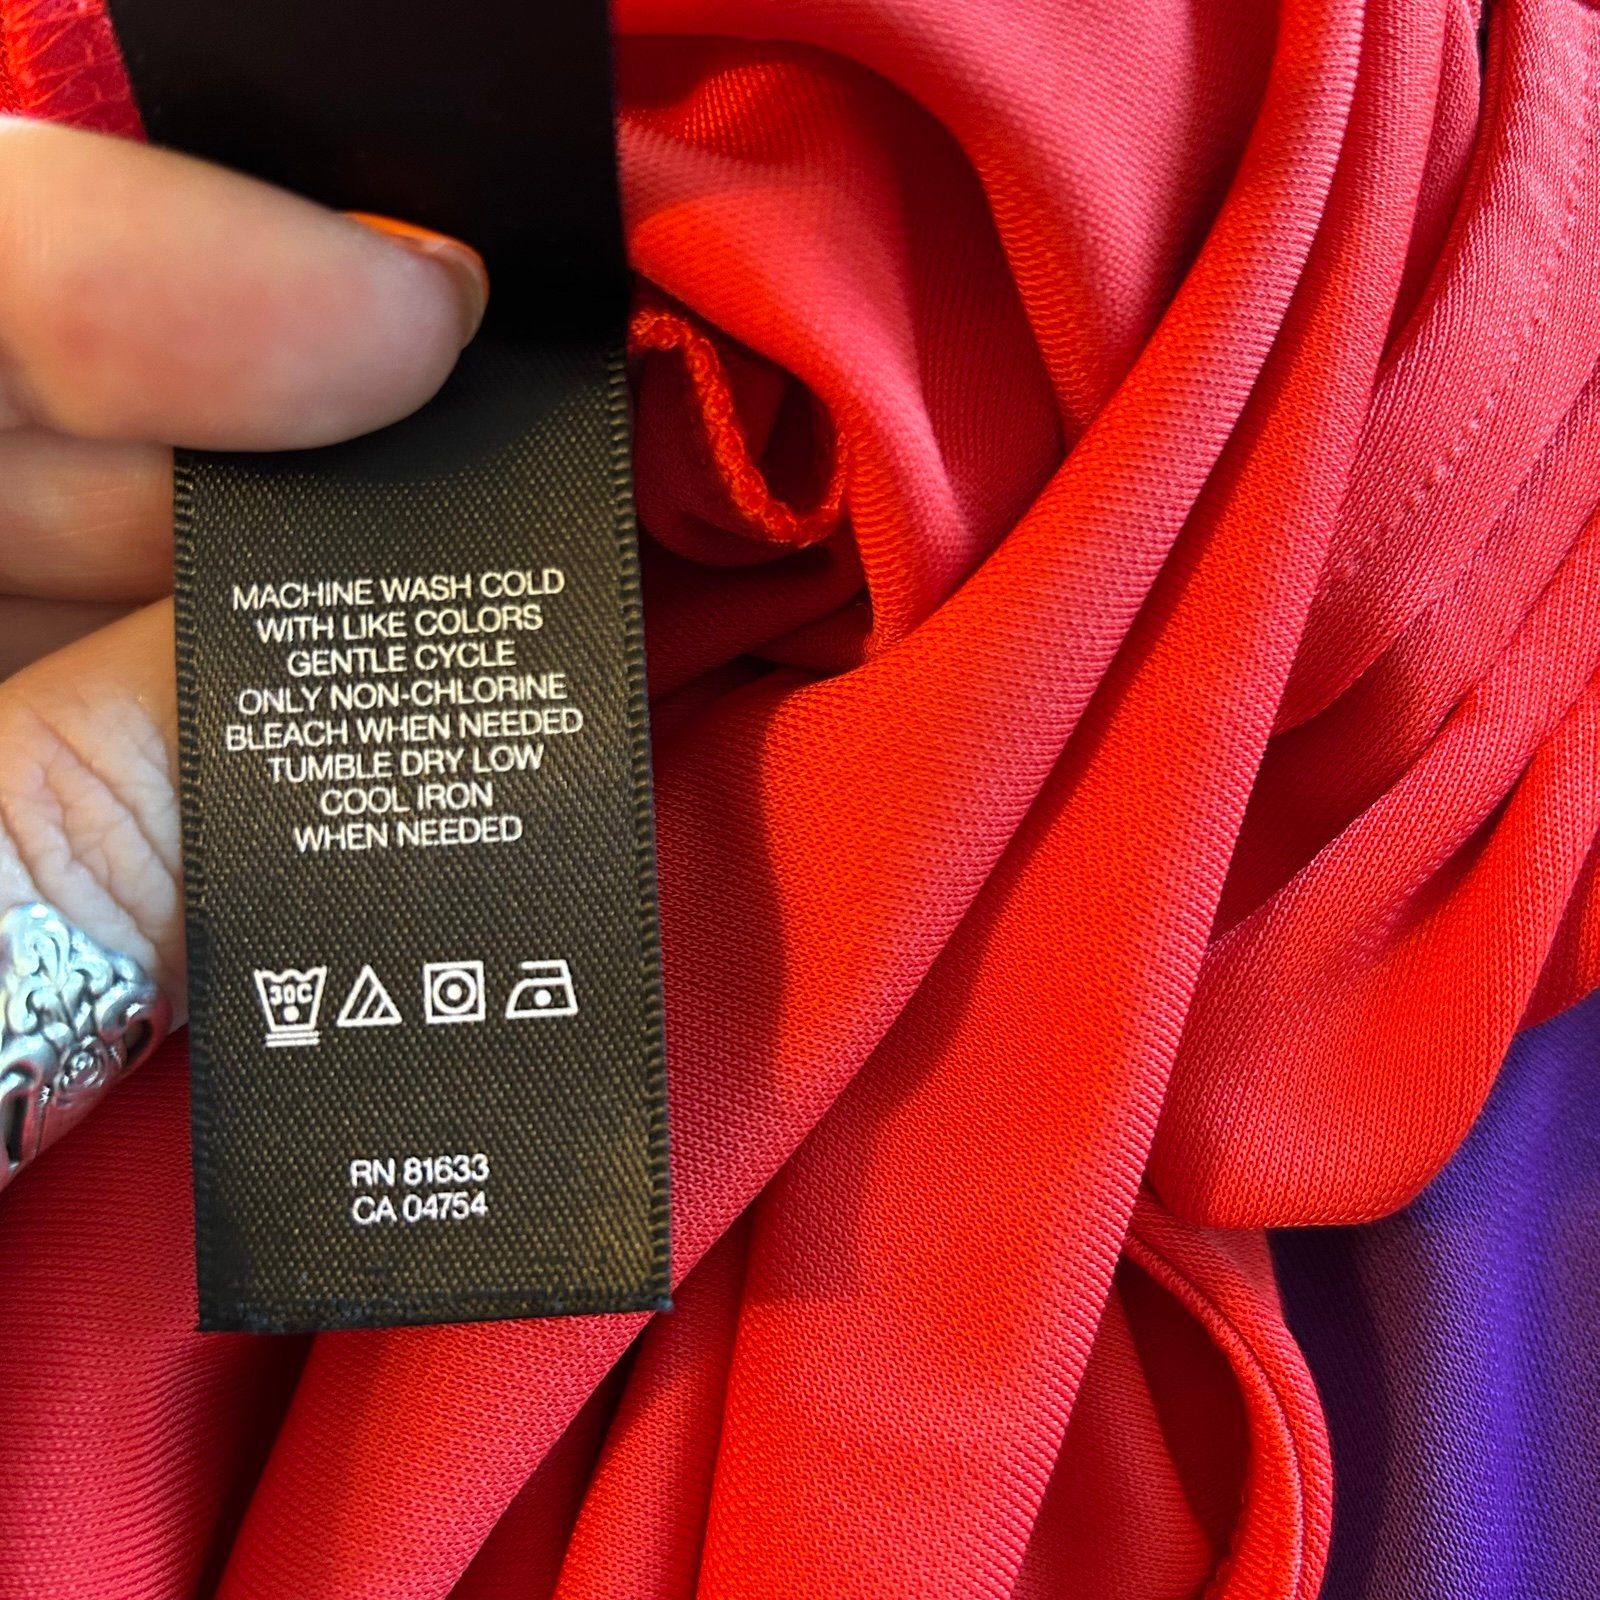 MACHINE WASH COLD
WITH LIKE COLORS
GENTLE CYCLE
ONLY NON-CHLORINE
BLEACH WHEN NEEDED
TUMBLE DRY LOW
COOL IRON
WHEN NEEDED
30C
RN 81633
CA 04754